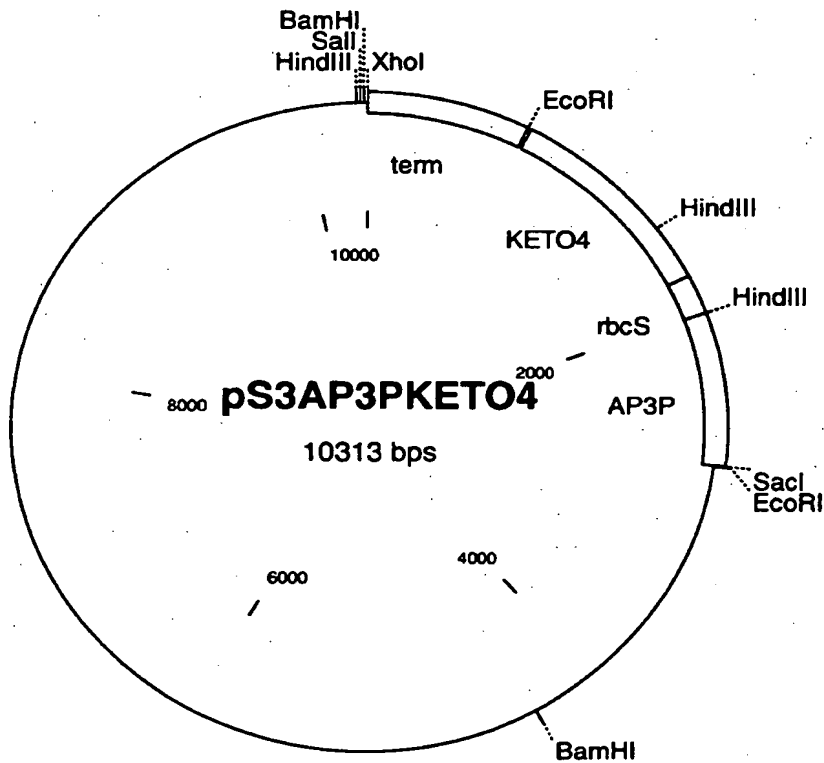 BamHI
SalI
HindIII XhoI
EcoRI
term
HindIII
KETO4
10000
HindIII
rbcS
2000
pS3AP3PKETO4
8000
AP3P
10313 bps
SacI
EcoRI
4000
6000
BamHI